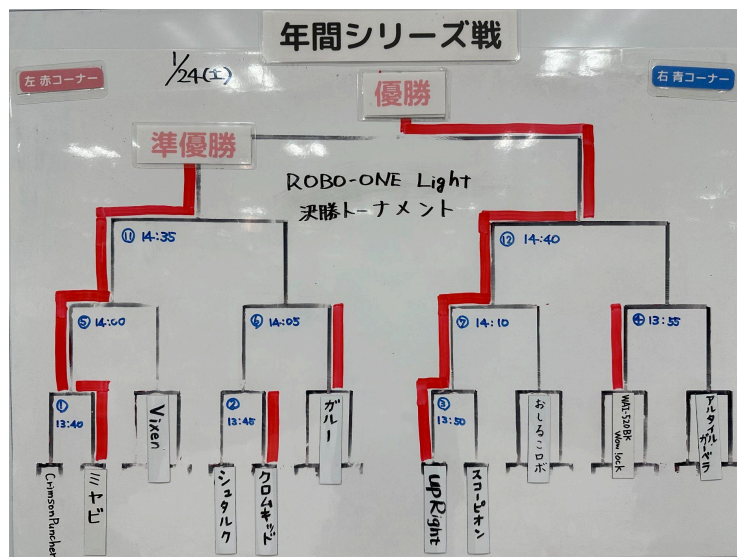 年間シリーズ戦
左 赤コーナー
1/24(土)
優勝
右 青コーナー
準優勝
ROBO-ONE Light
決勝トーナメント
⑪ 14:35
⑫ 14:40
⑤ 14:00
⑥ 14:05
⑦ 14:10
④ 13:55
①
13:40
Vixen
②
13:45
ガルー
③
13:50
おしるこロボ
WAI-520BK
Wow lock
アルタイル
ガーベラ
CrimsonPuncher
ミヤビ
シュタルク
クロムキッド
upRight
スコーピオン